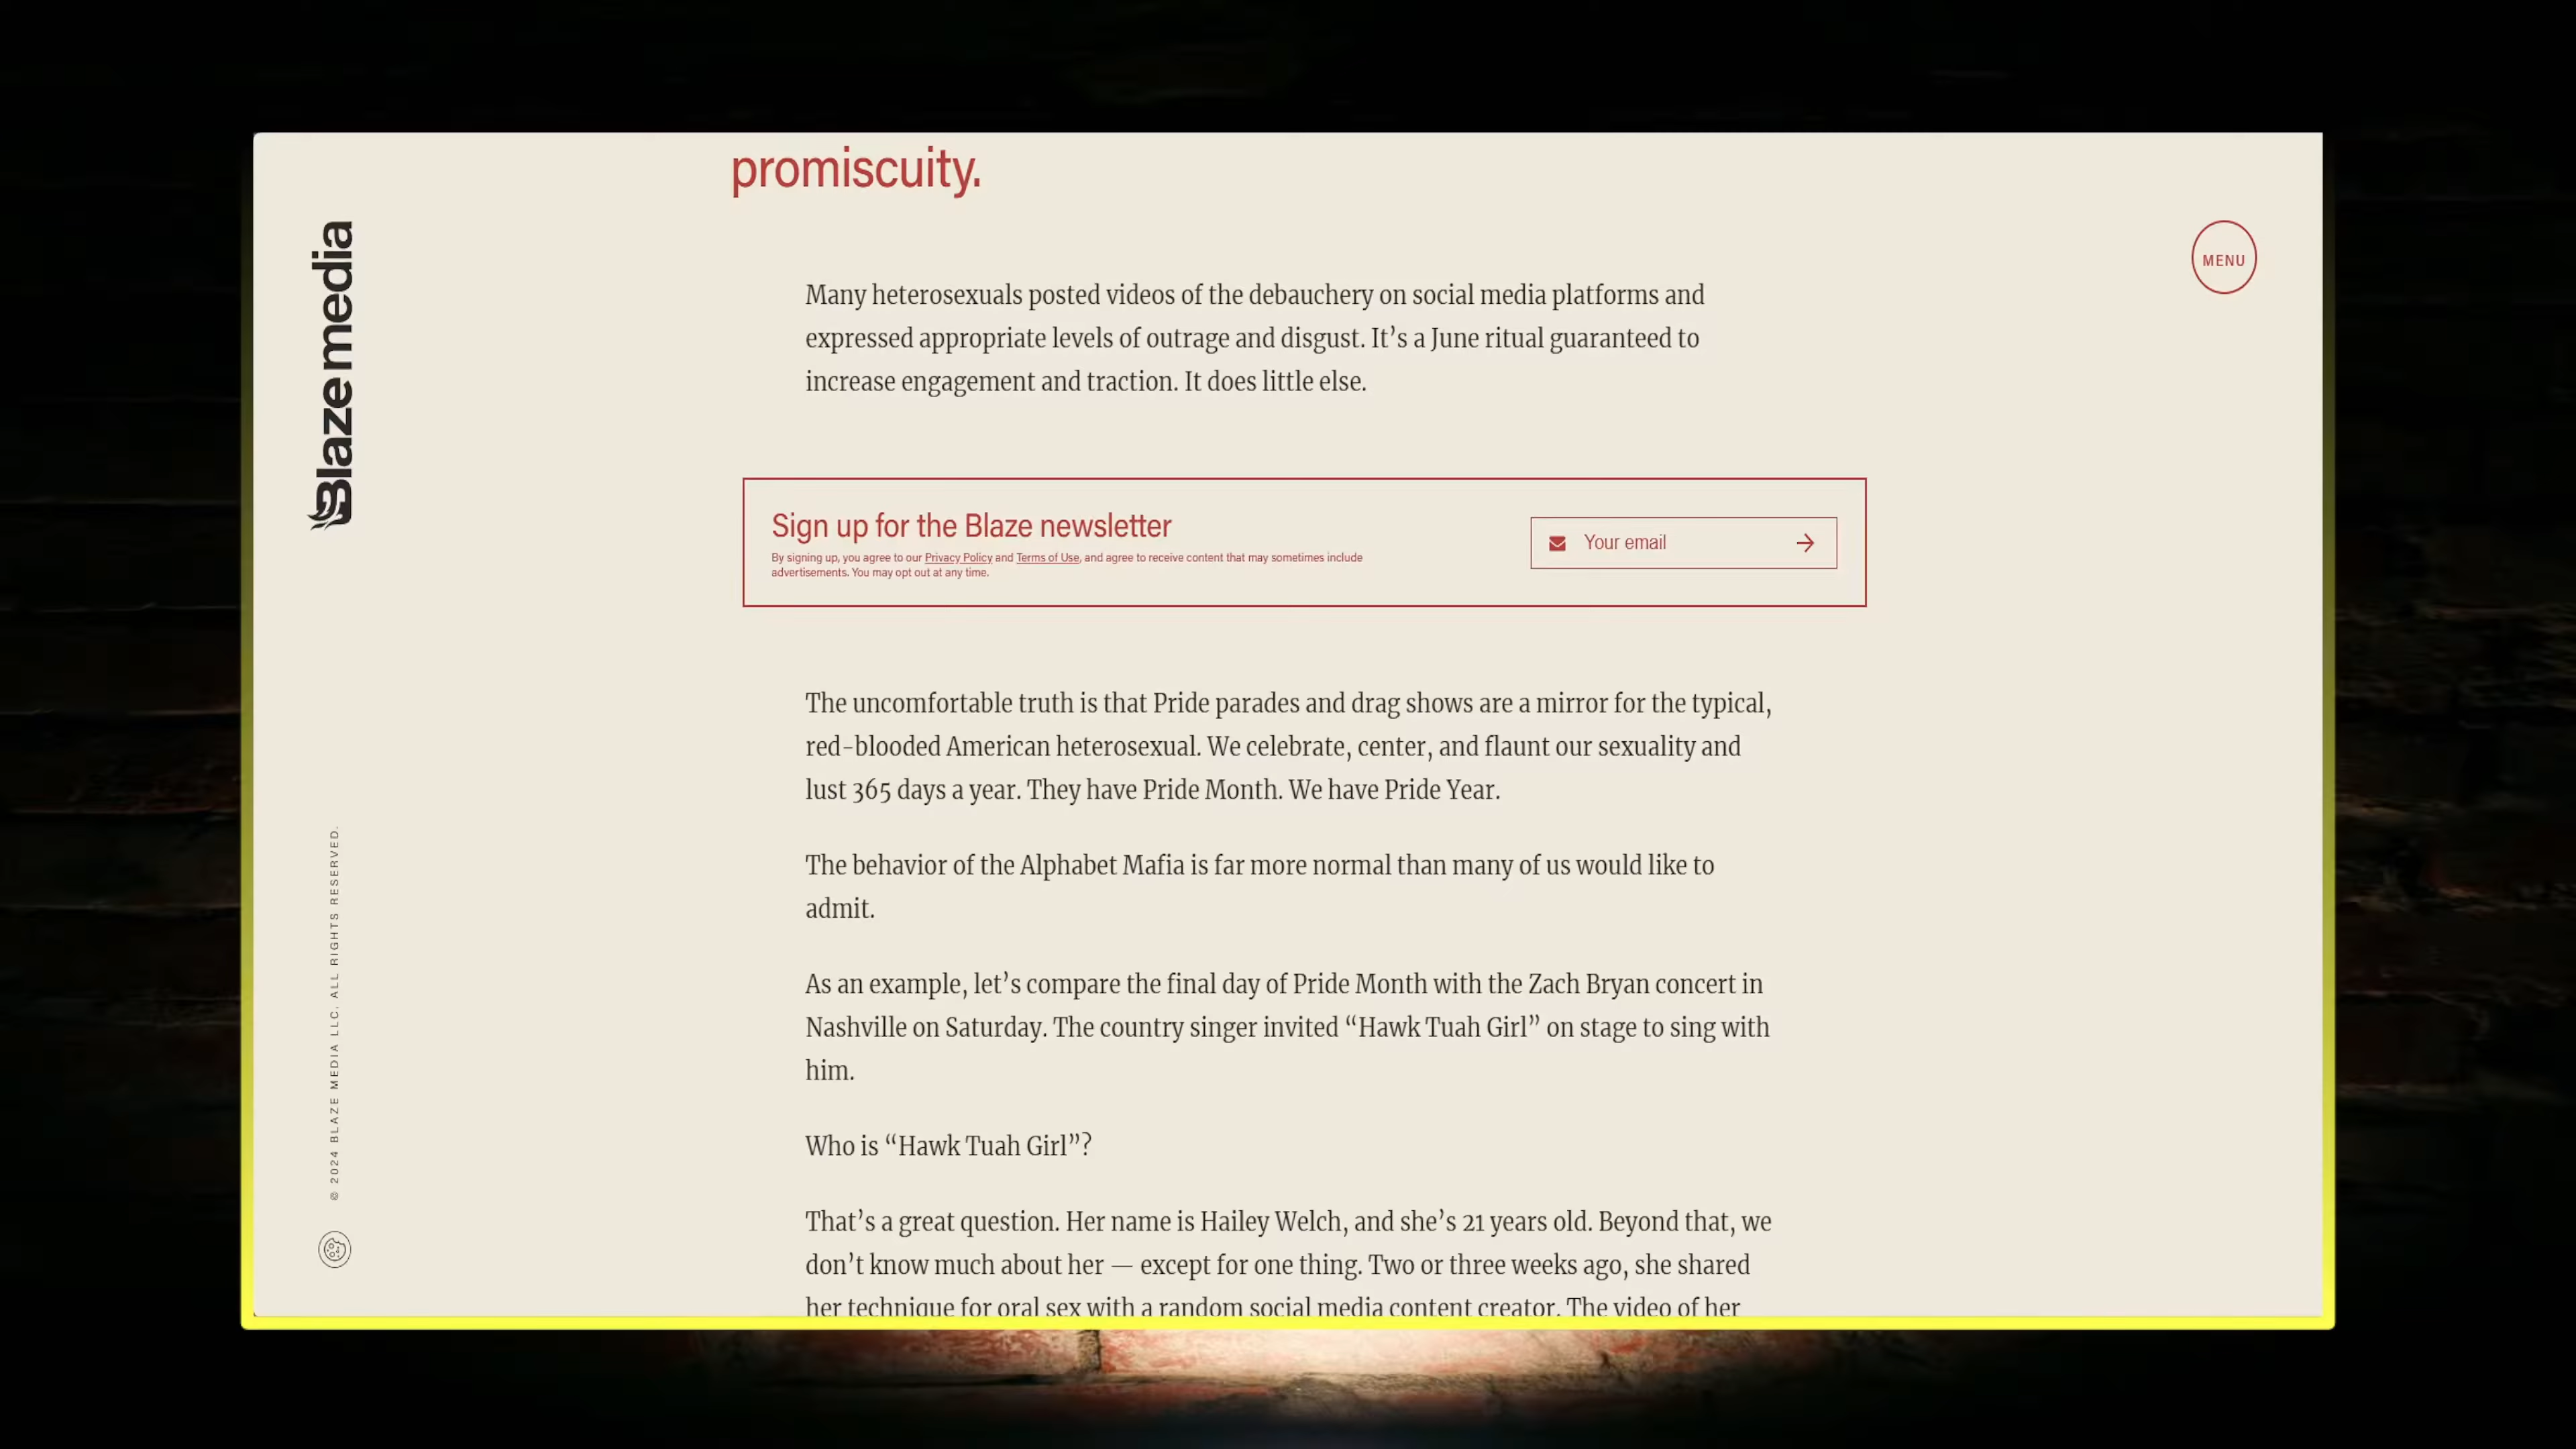 promiscuity.
Blaze media
MENU
Many heterosexuals posted videos of the debauchery on social media platforms and
expressed appropriate levels of outrage and disgust. It’s a June ritual guaranteed to
increase engagement and traction. It does little else.
Sign up for the Blaze newsletter
By signing up, you agree to our Privacy Policy and Terms of Use, and agree to receive content that may sometimes include
advertisements. You may opt out at any time.
Your email
The uncomfortable truth is that Pride parades and drag shows are a mirror for the typical,
red-blooded American heterosexual. We celebrate, center, and flaunt our sexuality and
lust 365 days a year. They have Pride Month. We have Pride Year.
The behavior of the Alphabet Mafia is far more normal than many of us would like to
admit.
As an example, let’s compare the final day of Pride Month with the Zach Bryan concert in
Nashville on Saturday. The country singer invited “Hawk Tuah Girl” on stage to sing with
him.
Who is “Hawk Tuah Girl”?
That’s a great question. Her name is Hailey Welch, and she’s 21 years old. Beyond that, we
don’t know much about her — except for one thing. Two or three weeks ago, she shared
her technique for oral sex with a random social media content creator. The video of her
© 2024 BLAZE MEDIA LLC. ALL RIGHTS RESERVED.